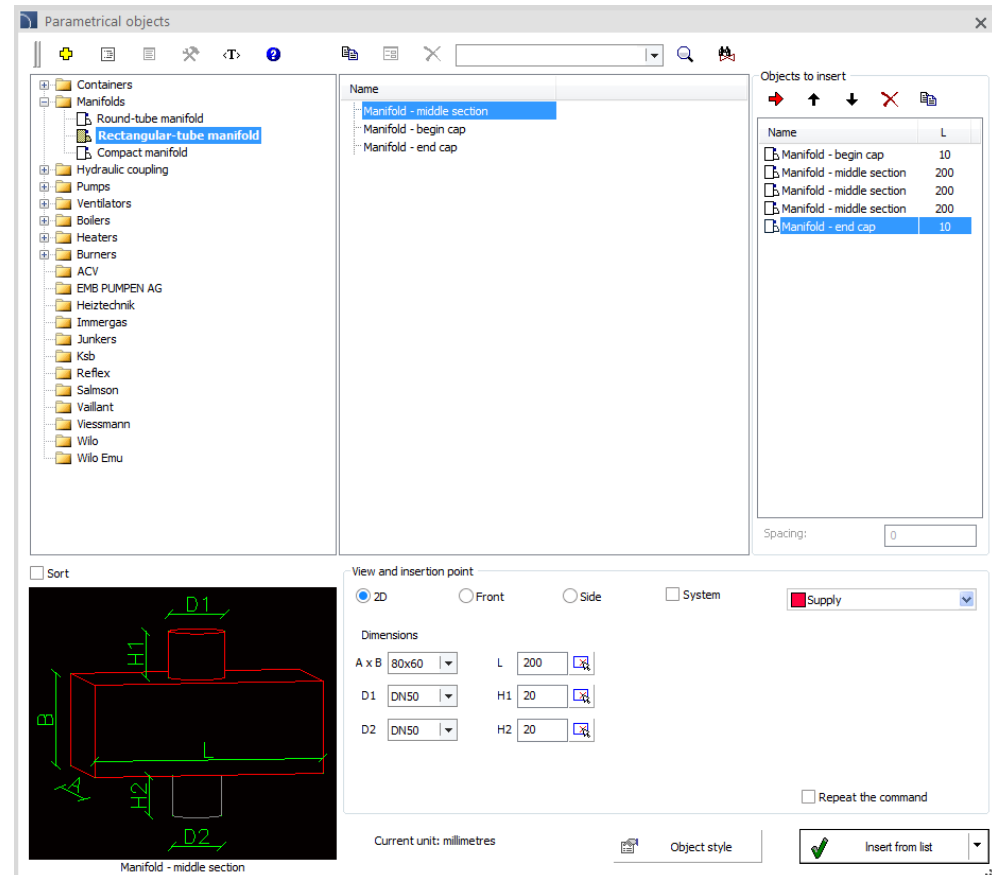 Parametrical objects
<T>
Containers
Manifolds
Round-tube manifold
Rectangular-tube manifold
Compact manifold
Hydraulic coupling
Pumps
Ventilators
Boilers
Heaters
Burners
ACV
EMB PUMPEN AG
Heiztechnik
Immergas
Junkers
Ksb
Reflex
Salmson
Vaillant
Viessmann
Wilo
Wilo Emu
Name
Manifold - middle section
Manifold - begin cap
Manifold - end cap
Objects to insert
Name L
Manifold - begin cap 10
Manifold - middle section 200
Manifold - middle section 200
Manifold - middle section 200
Manifold - end cap 10
Spacing: 0
Sort
D1
H1
B
L
A
H2
D2
Manifold - middle section
View and insertion point
2D Front Side System Supply
Dimensions
A x B 80x60 L 200
D1 DN50 H1 20
D2 DN50 H2 20
Repeat the command
Current unit: millimetres Object style Insert from list